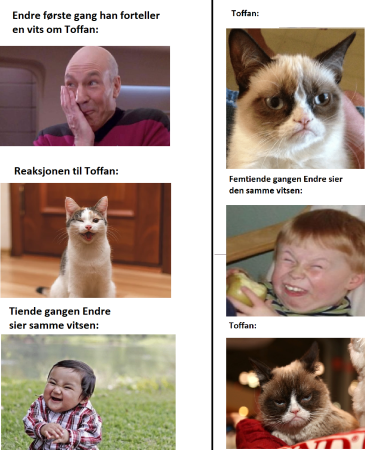 Endre første gang han forteller
en vits om Toffan:
Reaksjonen til Toffan:
Tiende gangen Endre
sier samme vitsen:
Toffan:
Femtiende gangen Endre sier
den samme vitsen:
Toffan: